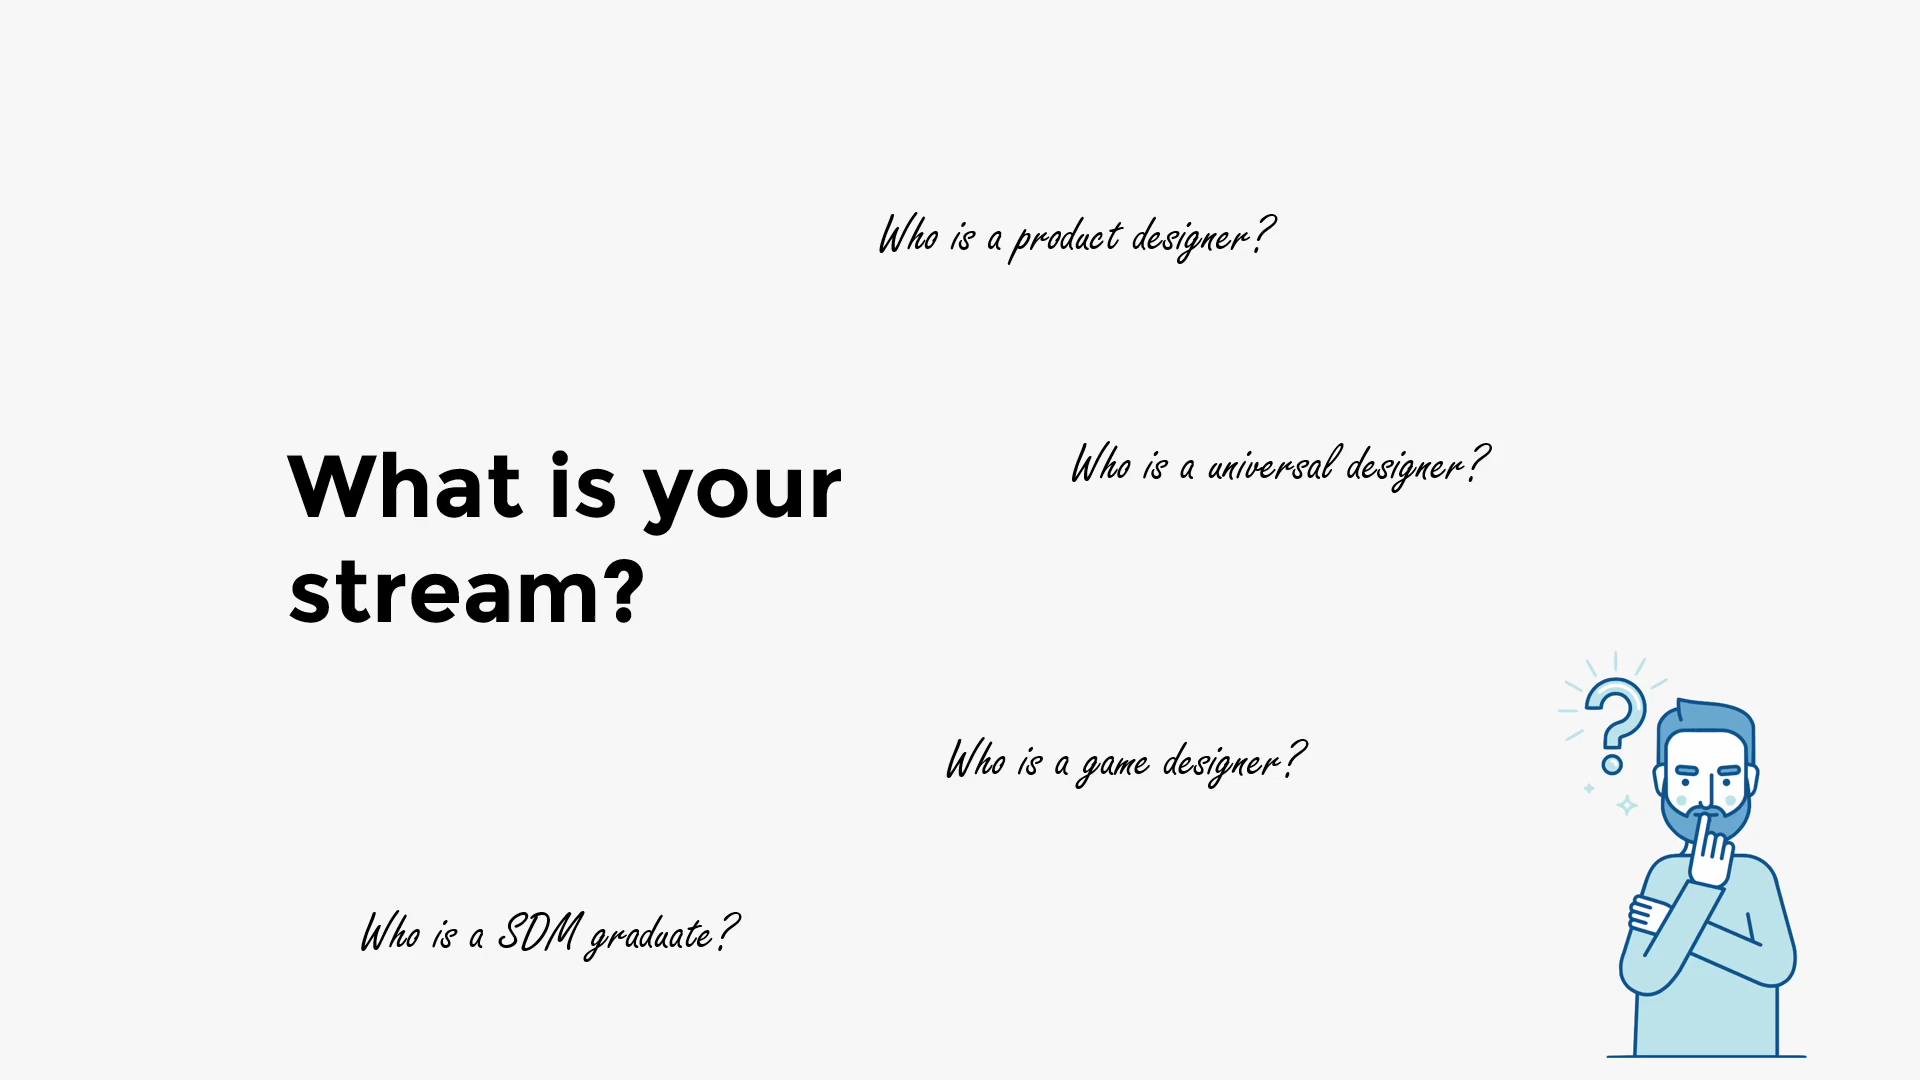 Who is a product designer?
Who is a universal designer?
What is your
stream?
Who is a game designer?
Who is a SDM graduate?